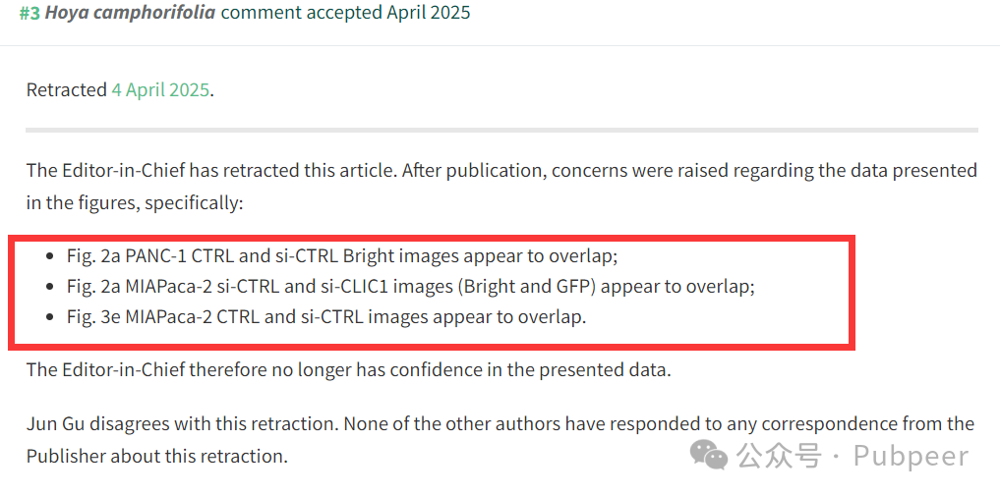 #3 Hoya camphorifolia comment accepted April 2025
Retracted 4 April 2025.
The Editor-in-Chief has retracted this article. After publication, concerns were raised regarding the data presented
in the figures, specifically:
• Fig. 2a PANC-1 CTRL and si-CTRL Bright images appear to overlap;
• Fig. 2a MIAPaca-2 si-CTRL and si-CLIC1 images (Bright and GFP) appear to overlap;
• Fig. 3e MIAPaca-2 CTRL and si-CTRL images appear to overlap.
The Editor-in-Chief therefore no longer has confidence in the presented data.
Jun Gu disagrees with this retraction. None of the other authors have responded to any correspondence from the
Publisher about this retraction.
公众号 · Pubpeer